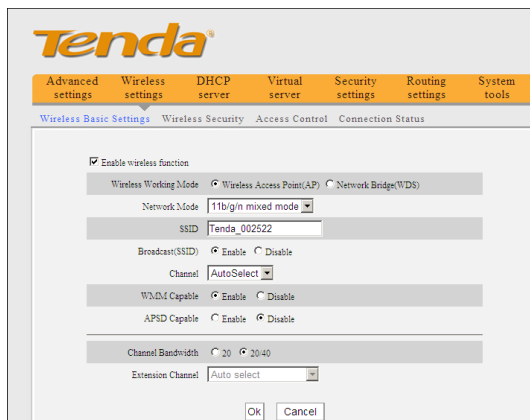 Tenda®
Advanced settings Wireless settings DHCP server Virtual server Security settings Routing settings System tools
Wireless Basic Settings Wireless Security Access Control Connection Status
Enable wireless function
Wireless Working Mode Wireless Access Point(AP) Network Bridge(WDS)
Network Mode 11b/g/n mixed mode
SSID Tenda_002522
Broadcast(SSID) Enable Disable
Channel AutoSelect
WMM Capable Enable Disable
APSD Capable Enable Disable
Channel Bandwidth 20 20/40
Extension Channel Auto select
Ok Cancel